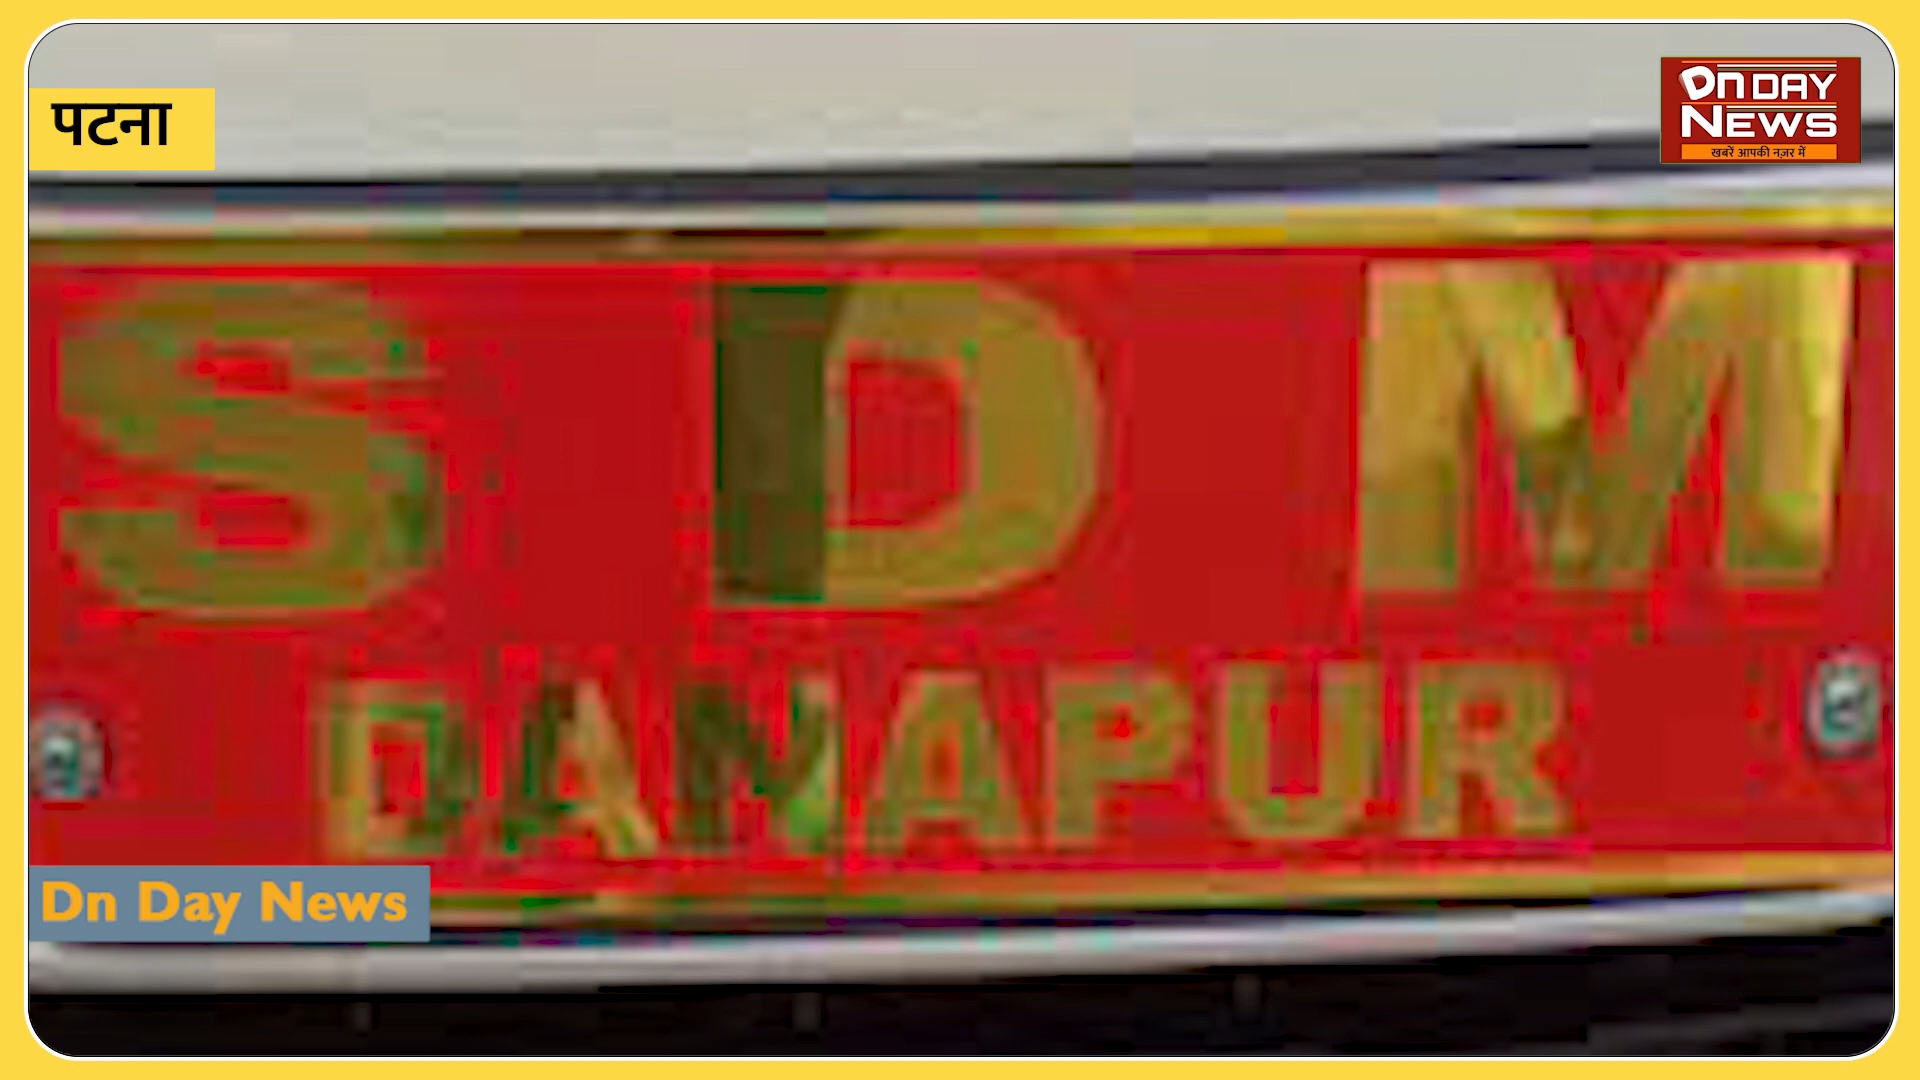 पटना
Dn DAY
NEWS
खबरें आपकी नज़र में
S D M
DANAPUR
Dn Day News